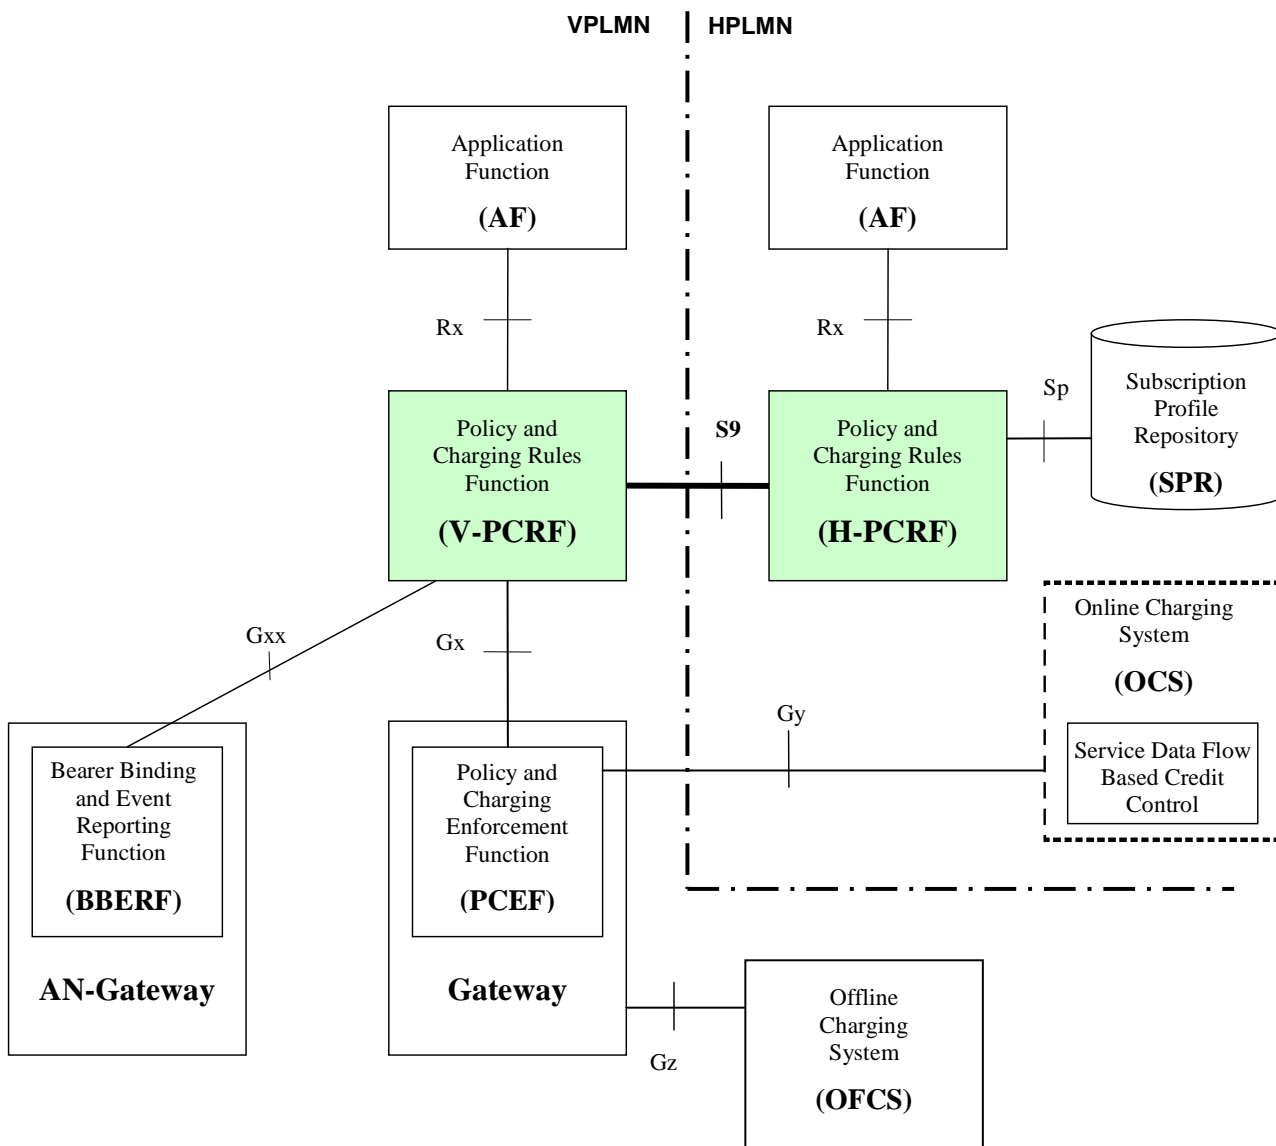 VPLMN
HPLMN
Application
Function
(AF)
Application
Function
(AF)
Rx
Rx
Policy and
Charging Rules
Function
(V-PCRF)
S9
Policy and
Charging Rules
Function
(H-PCRF)
Sp
Subscription
Profile
Repository
(SPR)
Gxx
Gx
Online Charging
System
(OCS)
Service Data Flow
Based Credit
Control
Gy
Bearer Binding
and Event
Reporting
Function
(BBERF)
AN-Gateway
Policy and
Charging
Enforcement
Function
(PCEF)
Gateway
Gz
Offline
Charging
System
(OFCS)